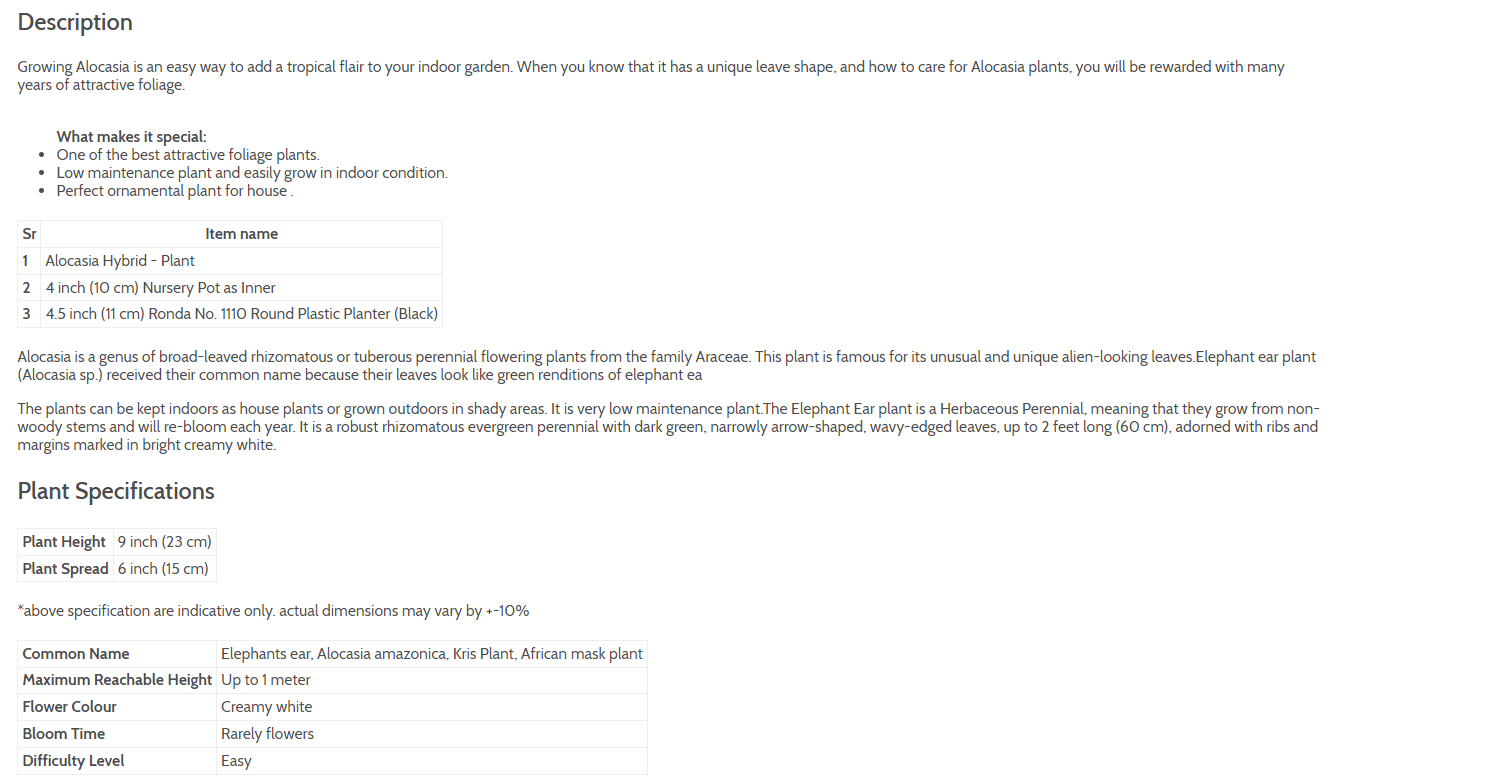 Description
Growing Alocasia is an easy way to add a tropical flair to your indoor garden. When you know that it has a unique leave shape, and how to care for Alocasia plants, you will be rewarded with many
years of attractive foliage.
What makes it special:
• One of the best attractive foliage plants.
• Low maintenance plant and easily grow in indoor condition.
• Perfect ornamental plant for house .
Sr Item name
1 Alocasia Hybrid - Plant
2 4 inch (10 cm) Nursery Pot as Inner
3 4.5 inch (11 cm) Ronda No. 1110 Round Plastic Planter (Black)
Alocasia is a genus of broad-leaved rhizomatous or tuberous perennial flowering plants from the family Araceae. This plant is famous for its unusual and unique alien-looking leaves.Elephant ear plant
(Alocasia sp.) received their common name because their leaves look like green renditions of elephant ea
The plants can be kept indoors as house plants or grown outdoors in shady areas. It is very low maintenance plant.The Elephant Ear plant is a Herbaceous Perennial, meaning that they grow from non-
woody stems and will re-bloom each year. It is a robust rhizomatous evergreen perennial with dark green, narrowly arrow-shaped, wavy-edged leaves, up to 2 feet long (60 cm), adorned with ribs and
margins marked in bright creamy white.
Plant Specifications
Plant Height 9 inch (23 cm)
Plant Spread 6 inch (15 cm)
*above specification are indicative only. actual dimensions may vary by +-10%
Common Name Elephants ear, Alocasia amazonica, Kris Plant, African mask plant
Maximum Reachable Height Up to 1 meter
Flower Colour Creamy white
Bloom Time Rarely flowers
Difficulty Level Easy